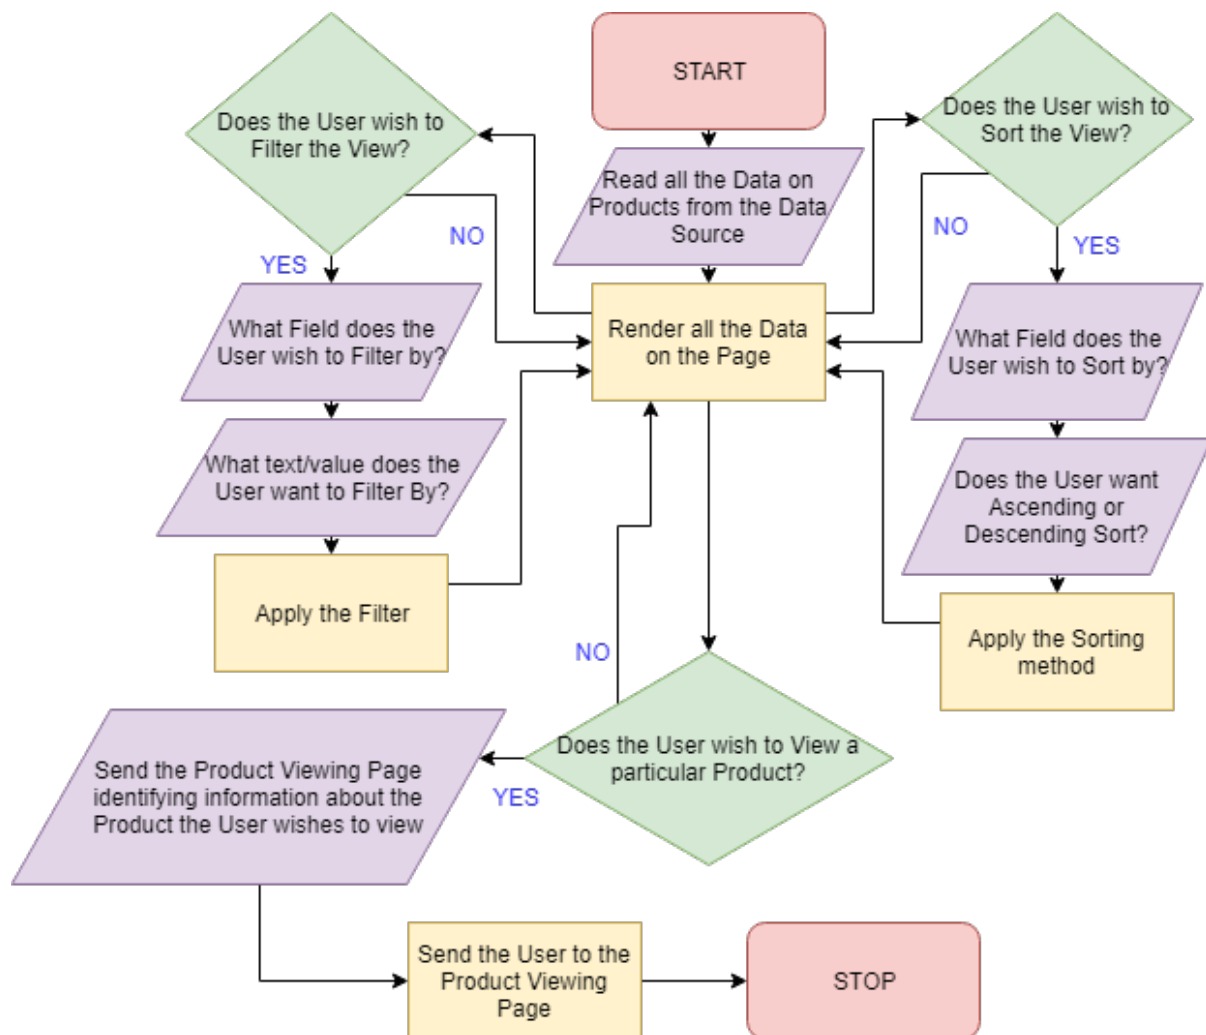 START
Does the User wish to
Filter the View?
Does the User wish to
Sort the View?
Read all the Data on
Products from the Data
Source
NO
YES
NO
YES
What Field does the
User wish to Filter by?
Render all the Data
on the Page
What Field does the
User wish to Sort by?
What text/value does the
User want to Filter By?
Does the User want
Ascending or
Descending Sort?
Apply the Filter
Apply the Sorting
method
NO
Does the User wish to View a
particular Product?
YES
Send the Product Viewing Page
identifying information about the
Product the User wishes to view
Send the User to the
Product Viewing
Page
STOP